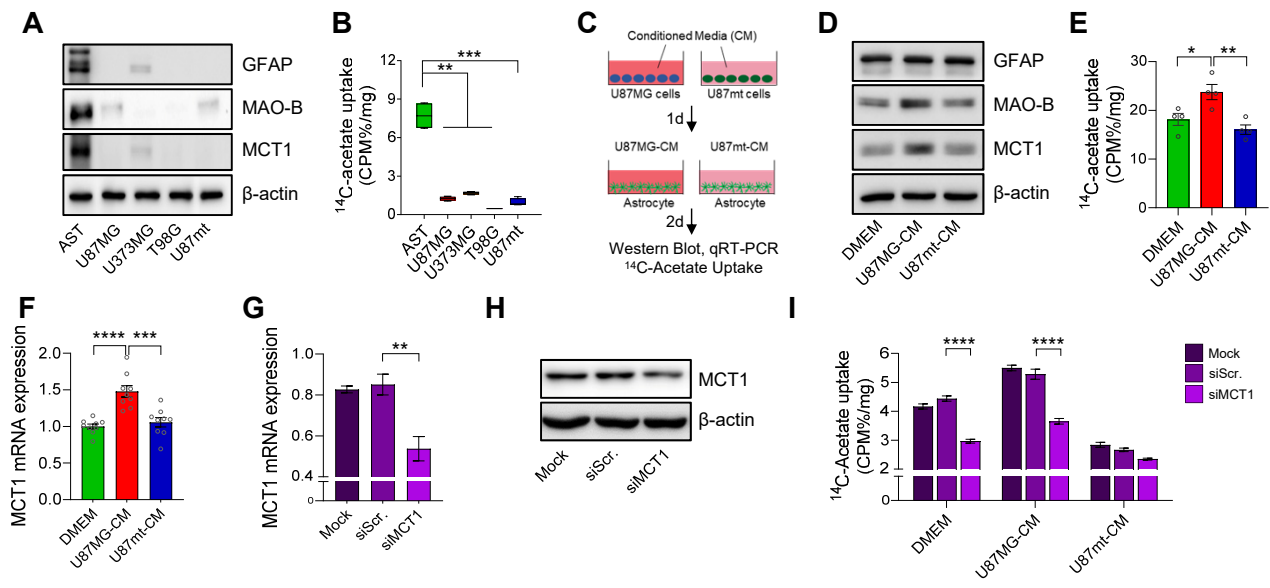 A
GFAP
MAO-B
MCT1
β-actin
AST
U87MG
U373MG
T98G
U87mt
B
14C-acetate uptake
(CPM%/mg)
12
9
6
3
0
***
**
AST
U87MG
U373MG
T98G
U87mt
C
Conditioned Media (CM)
U87MG cells
U87mt cells
1d
U87MG-CM
U87mt-CM
Astrocyte
Astrocyte
2d
Western Blot, qRT-PCR
14C-Acetate Uptake
D
GFAP
MAO-B
MCT1
β-actin
DMEM
U87MG-CM
U87mt-CM
E
14C-acetate uptake
(CPM%/mg)
30
20
10
0
*
**
DMEM
U87MG-CM
U87mt-CM
F
MCT1 mRNA expression
2.0
1.5
1.0
0.5
0.0
****
***
DMEM
U87MG-CM
U87mt-CM
G
MCT1 mRNA expression
1.0
0.8
0.6
0.4
0
**
Mock
siScr.
siMCT1
H
MCT1
β-actin
Mock
siScr.
siMCT1
I
14C-Acetate uptake
(CPM%/mg)
6
5
4
3
2
0
****
****
DMEM
U87MG-CM
U87mt-CM
Mock
siScr.
siMCT1